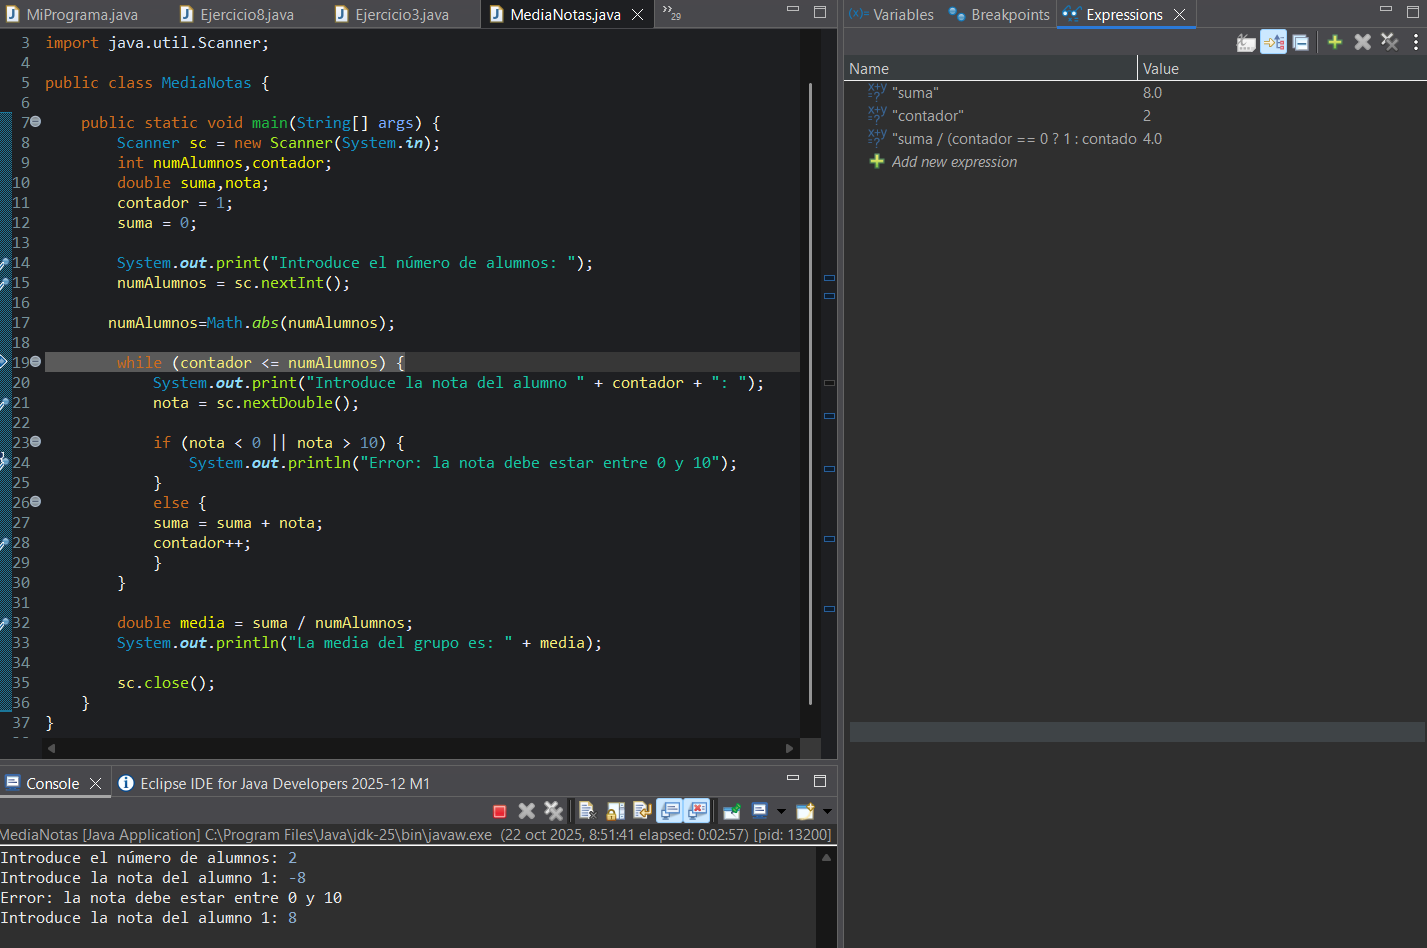 MiPrograma.java Ejercicio8.java Ejercicio3.java MediaNotas.java »29
3 import java.util.Scanner;
4
5 public class MediaNotas {
6
7 public static void main(String[] args) {
8 Scanner sc = new Scanner(System.in);
9 int numAlumnos,contador;
10 double suma,nota;
11 contador = 1;
12 suma = 0;
13
14 System.out.print("Introduce el número de alumnos: ");
15 numAlumnos = sc.nextInt();
16
17 numAlumnos=Math.abs(numAlumnos);
18
19 while (contador <= numAlumnos) {
20 System.out.print("Introduce la nota del alumno " + contador + ": ");
21 nota = sc.nextDouble();
22
23 if (nota < 0 || nota > 10) {
24 System.out.println("Error: la nota debe estar entre 0 y 10");
25 }
26 else {
27 suma = suma + nota;
28 contador++;
29 }
30 }
31
32 double media = suma / numAlumnos;
33 System.out.println("La media del grupo es: " + media);
34
35 sc.close();
36 }
37 }
Console Eclipse IDE for Java Developers 2025-12 M1
MediaNotas [Java Application] C:\Program Files\Java\jdk-25\bin\javaw.exe (22 oct 2025, 8:51:41 elapsed: 0:02:57) [pid: 13200]
Introduce el número de alumnos: 2
Introduce la nota del alumno 1: -8
Error: la nota debe estar entre 0 y 10
Introduce la nota del alumno 1: 8
(x)= Variables Breakpoints Expressions
Name Value
"suma" 8.0
"contador" 2
"suma / (contador == 0 ? 1 : contado 4.0
Add new expression